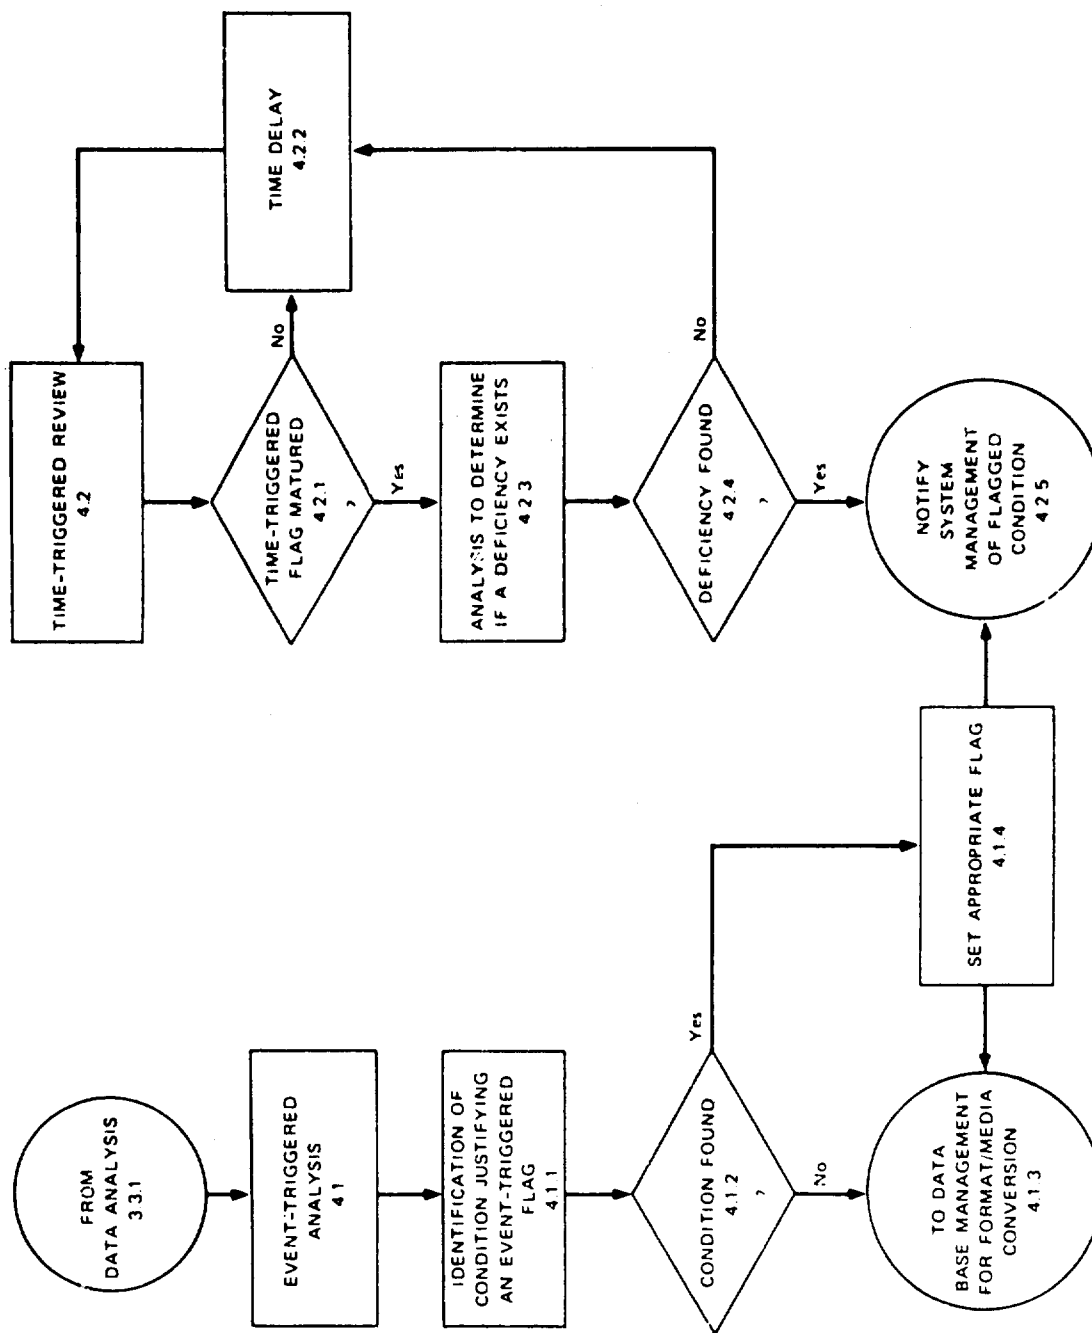 FROM
DATA ANALYSIS
3.3.1
EVENT-TRIGGERED
ANALYSIS
4.1
IDENTIFICATION OF
CONDITION JUSTIFYING
AN EVENT-TRIGGERED
FLAG
4.1.1
CONDITION FOUND
4.1.2
?
Yes
No
TO DATA
BASE MANAGEMENT
FOR FORMAT/MEDIA
CONVERSION
4.1.3
SET APPROPRIATE FLAG
4.1.4
TIME-TRIGGERED REVIEW
4.2
TIME-TRIGGERED
FLAG MATURED
4.2.1
?
No
Yes
TIME DELAY
4.2.2
ANALYSIS TO DETERMINE
IF A DEFICIENCY EXISTS
4.2.3
DEFICIENCY FOUND
4.2.4
?
No
Yes
NOTIFY
SYSTEM
MANAGEMENT
OF FLAGGED
CONDITION
4.2.5